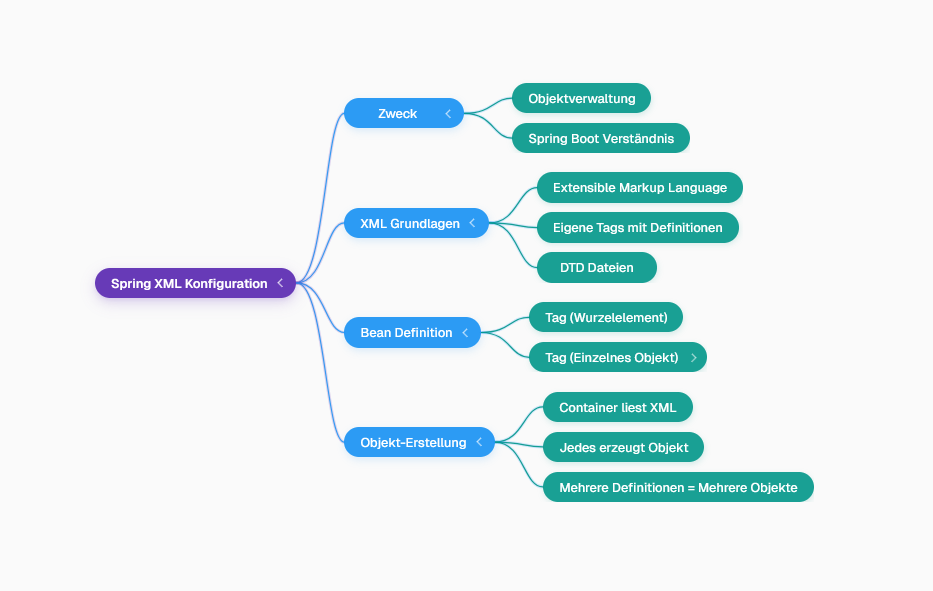 Spring XML Konfiguration
Zweck
Objektverwaltung
Spring Boot Verständnis
XML Grundlagen
Extensible Markup Language
Eigene Tags mit Definitionen
DTD Dateien
Bean Definition
Tag (Wurzelelement)
Tag (Einzelnes Objekt)
Objekt-Erstellung
Container liest XML
Jedes erzeugt Objekt
Mehrere Definitionen = Mehrere Objekte